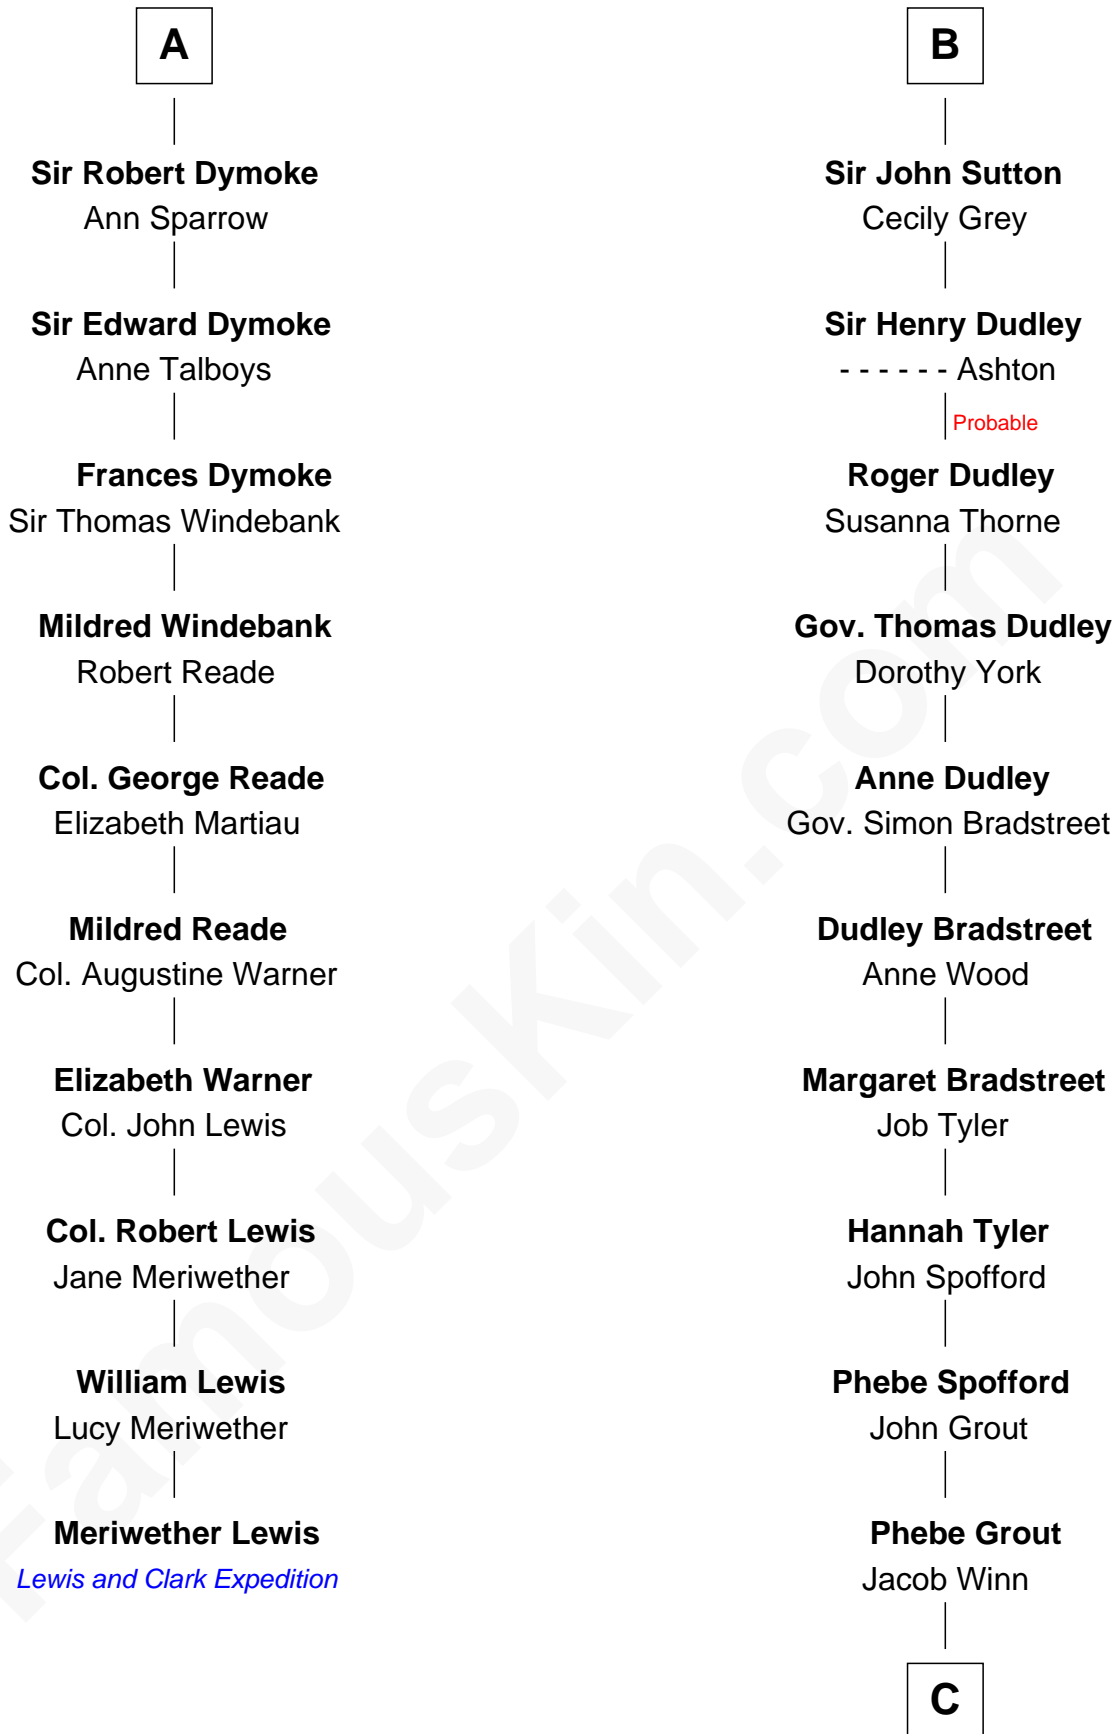 A
Sir Robert Dymoke
Ann Sparrow
Sir Edward Dymoke
Anne Talboys
Frances Dymoke
Sir Thomas Windebank
Mildred Windebank
Robert Reade
Col. George Reade
Elizabeth Martiau
Mildred Reade
Col. Augustine Warner
Elizabeth Warner
Col. John Lewis
Col. Robert Lewis
Jane Meriwether
William Lewis
Lucy Meriwether
Meriwether Lewis
Lewis and Clark Expedition
B
Sir John Sutton
Cecily Grey
Sir Henry Dudley
- - - - - - Ashton
Probable
Roger Dudley
Susanna Thorne
Gov. Thomas Dudley
Dorothy York
Anne Dudley
Gov. Simon Bradstreet
Dudley Bradstreet
Anne Wood
Margaret Bradstreet
Job Tyler
Hannah Tyler
John Spofford
Phebe Spofford
John Grout
Phebe Grout
Jacob Winn
C
FamousKin.com